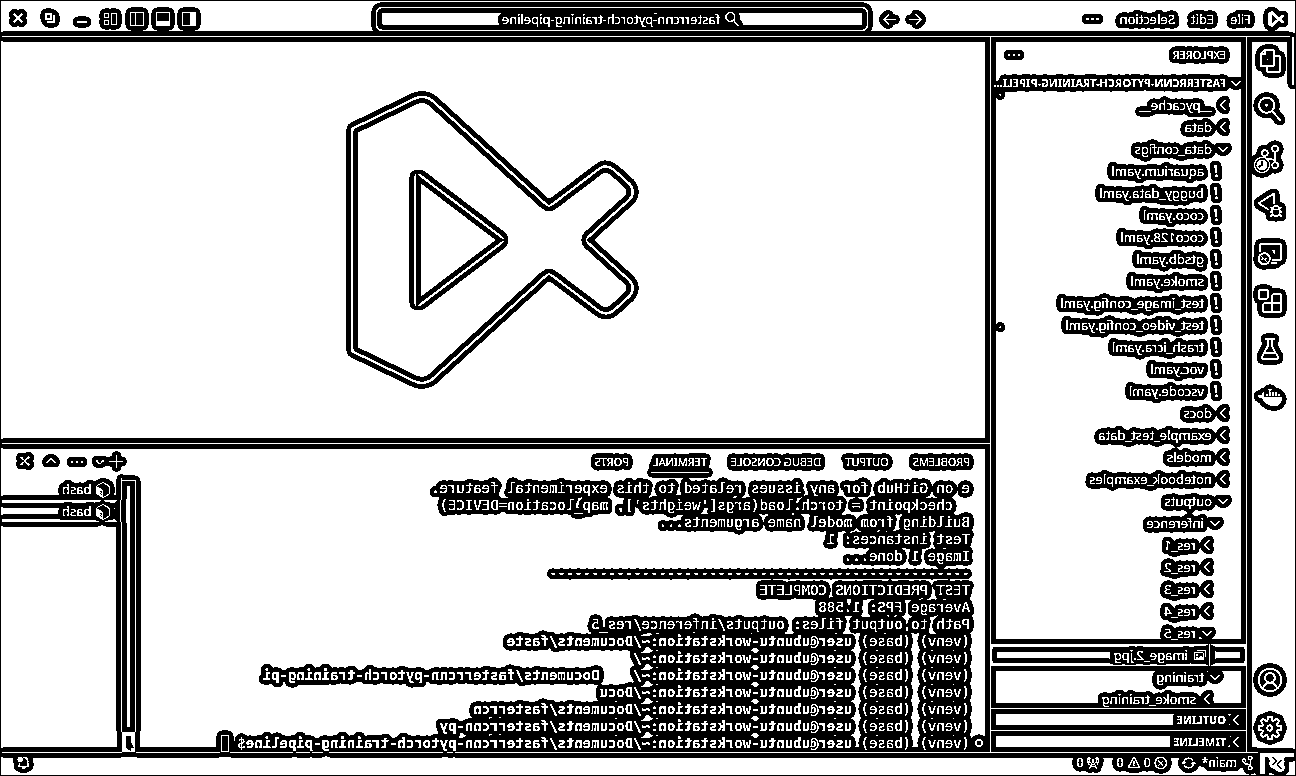 File Edit Selection ...
fasterrcnn-pytorch-training-pipeline
EXPLORER
FASTERRCNN-PYTORCH-TRAINING-PIPELI...
__pycache__
data
data_configs
! aquarium.yaml
! buggy_data.yaml
! coco.yaml
! coco128.yaml
! gtsdb.yaml
! smoke.yaml
! test_image_config.yaml
! test_video_config.yaml
! trash_icra.yaml
! voc.yaml
! vscode.yaml
docs
example_test_data
models
notebook_examples
outputs
inference
res_1
res_2
res_3
res_4
res_5
image_2.jpg
training
smoke_training
OUTLINE
TIMELINE
PROBLEMS OUTPUT DEBUG CONSOLE TERMINAL PORTS
e on GitHub for any issues related to this experimental feature.
checkpoint = torch.load(args['weights'], map_location=DEVICE)
Building from model name arguments...
Test instances: 1
Image 1 done...
--------------------------------------------------
TEST PREDICTIONS COMPLETE
Average FPS: 1.588
Path to output files: outputs/inference/res_5
(venv) (base) user@ubuntu-workstation:~/Documents/faste
(venv) (base) user@ubuntu-workstation:~/
(venv) (base) user@ubuntu-workstation:~/ Documents/fasterrcnn-pytorch-training-pi
(venv) (base) user@ubuntu-workstation:~/Docu
(venv) (base) user@ubuntu-workstation:~/Documents/fasterrcnn
(venv) (base) user@ubuntu-workstation:~/Documents/fasterrcnn-py
(venv) (base) user@ubuntu-workstation:~/Documents/fasterrcnn-pytorch-training-pipeline$
bash
bash
main* 0 0 0